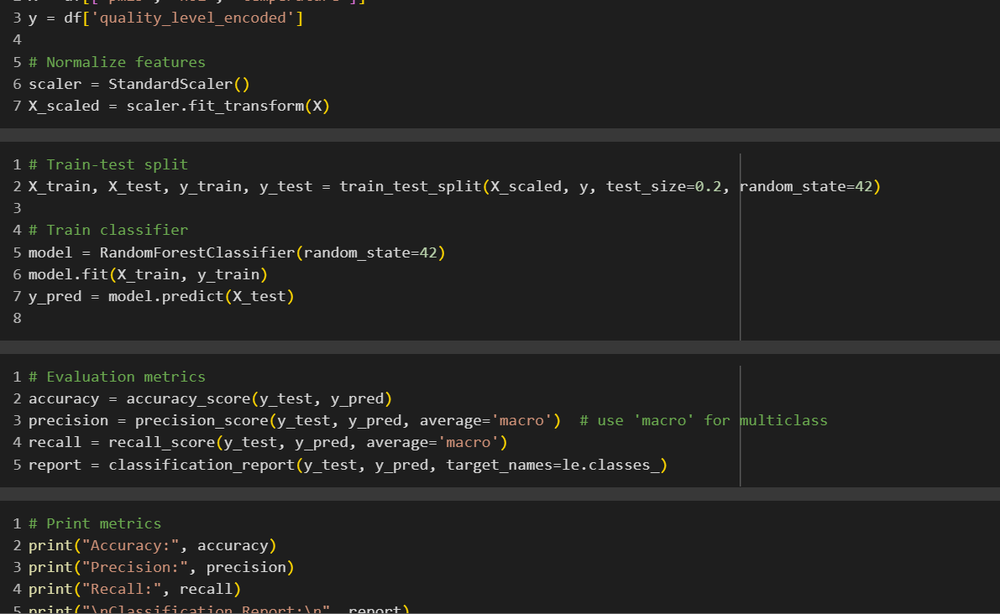 3 y = df['quality_level_encoded']
4
5 # Normalize features
6 scaler = StandardScaler()
7 X_scaled = scaler.fit_transform(X)
1 # Train-test split
2 X_train, X_test, y_train, y_test = train_test_split(X_scaled, y, test_size=0.2, random_state=42)
3
4 # Train classifier
5 model = RandomForestClassifier(random_state=42)
6 model.fit(X_train, y_train)
7 y_pred = model.predict(X_test)
8
1 # Evaluation metrics
2 accuracy = accuracy_score(y_test, y_pred)
3 precision = precision_score(y_test, y_pred, average='macro')  # use 'macro' for multiclass
4 recall = recall_score(y_test, y_pred, average='macro')
5 report = classification_report(y_test, y_pred, target_names=le.classes_)
1 # Print metrics
2 print("Accuracy:", accuracy)
3 print("Precision:", precision)
4 print("Recall:", recall)
5 print("\nClassification Report:\n", report)